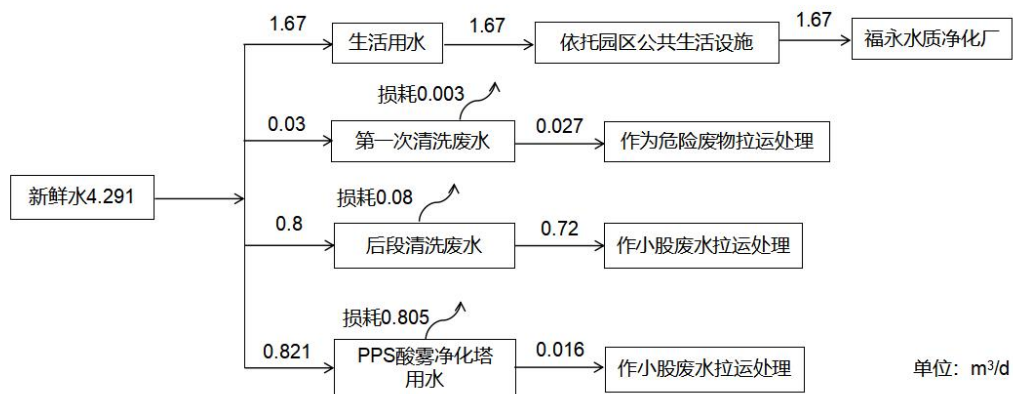 1.67
生活用水
1.67
依托园区公共生活设施
1.67
福永水质净化厂
损耗0.003
0.03
第一次清洗废水
0.027
作为危险废物拉运处理
新鲜水4.291
损耗0.08
0.8
后段清洗废水
0.72
作小股废水拉运处理
损耗0.805
0.821
PPS酸雾净化塔
用水
0.016
作小股废水拉运处理
单位：m³/d